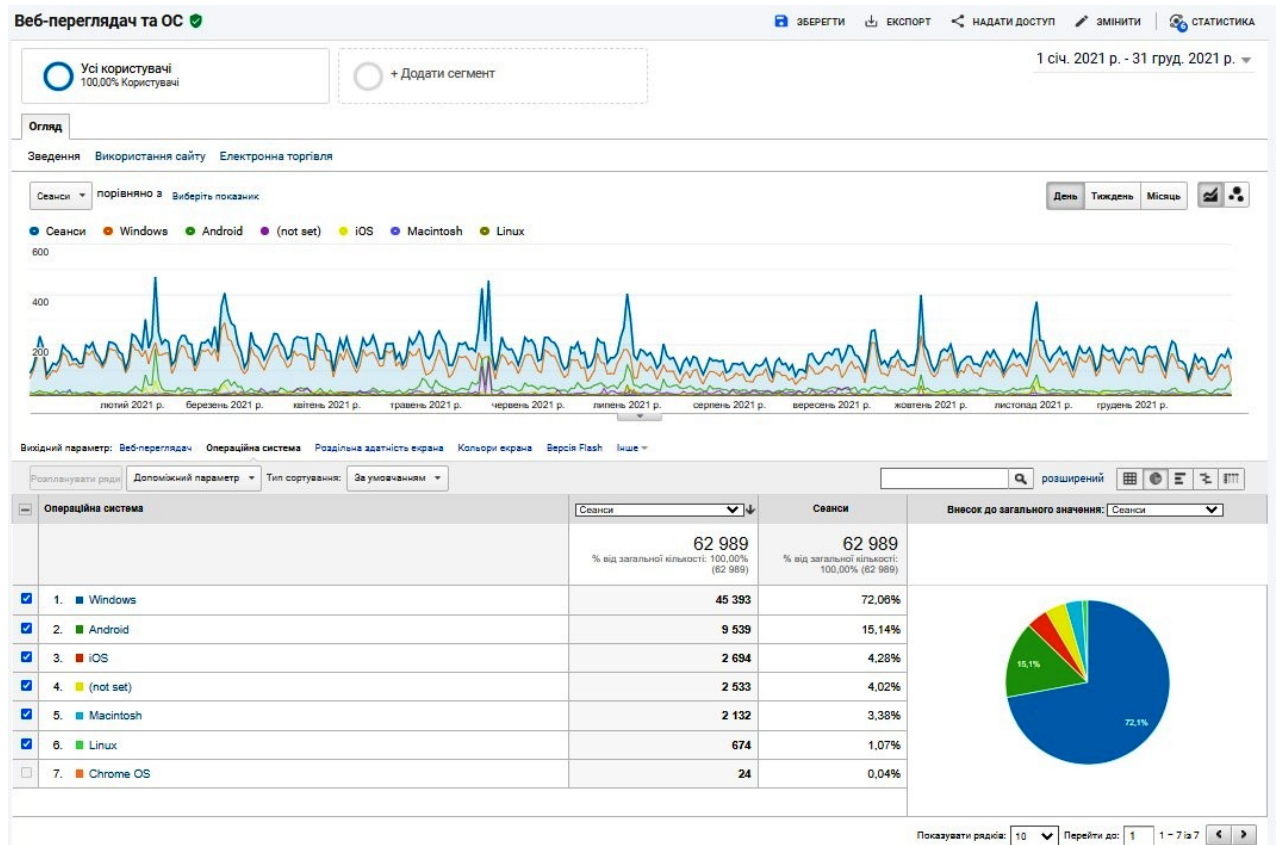 Веб-переглядач та ОС
ЗБЕРЕГТИ ЕКСПОРТ НАДАТИ ДОСТУП ЗМІНИТИ СТАТИСТИКА
Усі користувачі
100,00% Користувачі
+ Додати сегмент
1 січ. 2021 р. - 31 груд. 2021 р.
Огляд
Зведення Використання сайту Електронна торгівля
Сеанси порівняно з Виберіть показник
День Тиждень Місяць
Сеанси Windows Android (not set) iOS Macintosh Linux
600
400
200
лютий 2021 р. березень 2021 р. квітень 2021 р. травень 2021 р. червень 2021 р. липень 2021 р. серпень 2021 р. вересень 2021 р. жовтень 2021 р. листопад 2021 р. грудень 2021 р.
Вихідний параметр: Веб-переглядач Операційна система Роздільна здатність екрана Кольори екрана Версія Flash Інше
Розпланувати ряди Допоміжний параметр Тип сортування: За умовчанням розширений
Операційна система Сеанси Сеанси Внесок до загального значення: Сеанси
62 989 62 989
% від загальної кількості: 100,00% (62 989) % від загальної кількості: 100,00% (62 989)
1. Windows 45 393 72,06%
2. Android 9 539 15,14%
3. iOS 2 694 4,28%
4. (not set) 2 533 4,02%
5. Macintosh 2 132 3,38%
6. Linux 674 1,07%
7. Chrome OS 24 0,04%
15,1%
72,1%
Показувати рядків: 10 Перейти до: 1 1 – 7 із 7